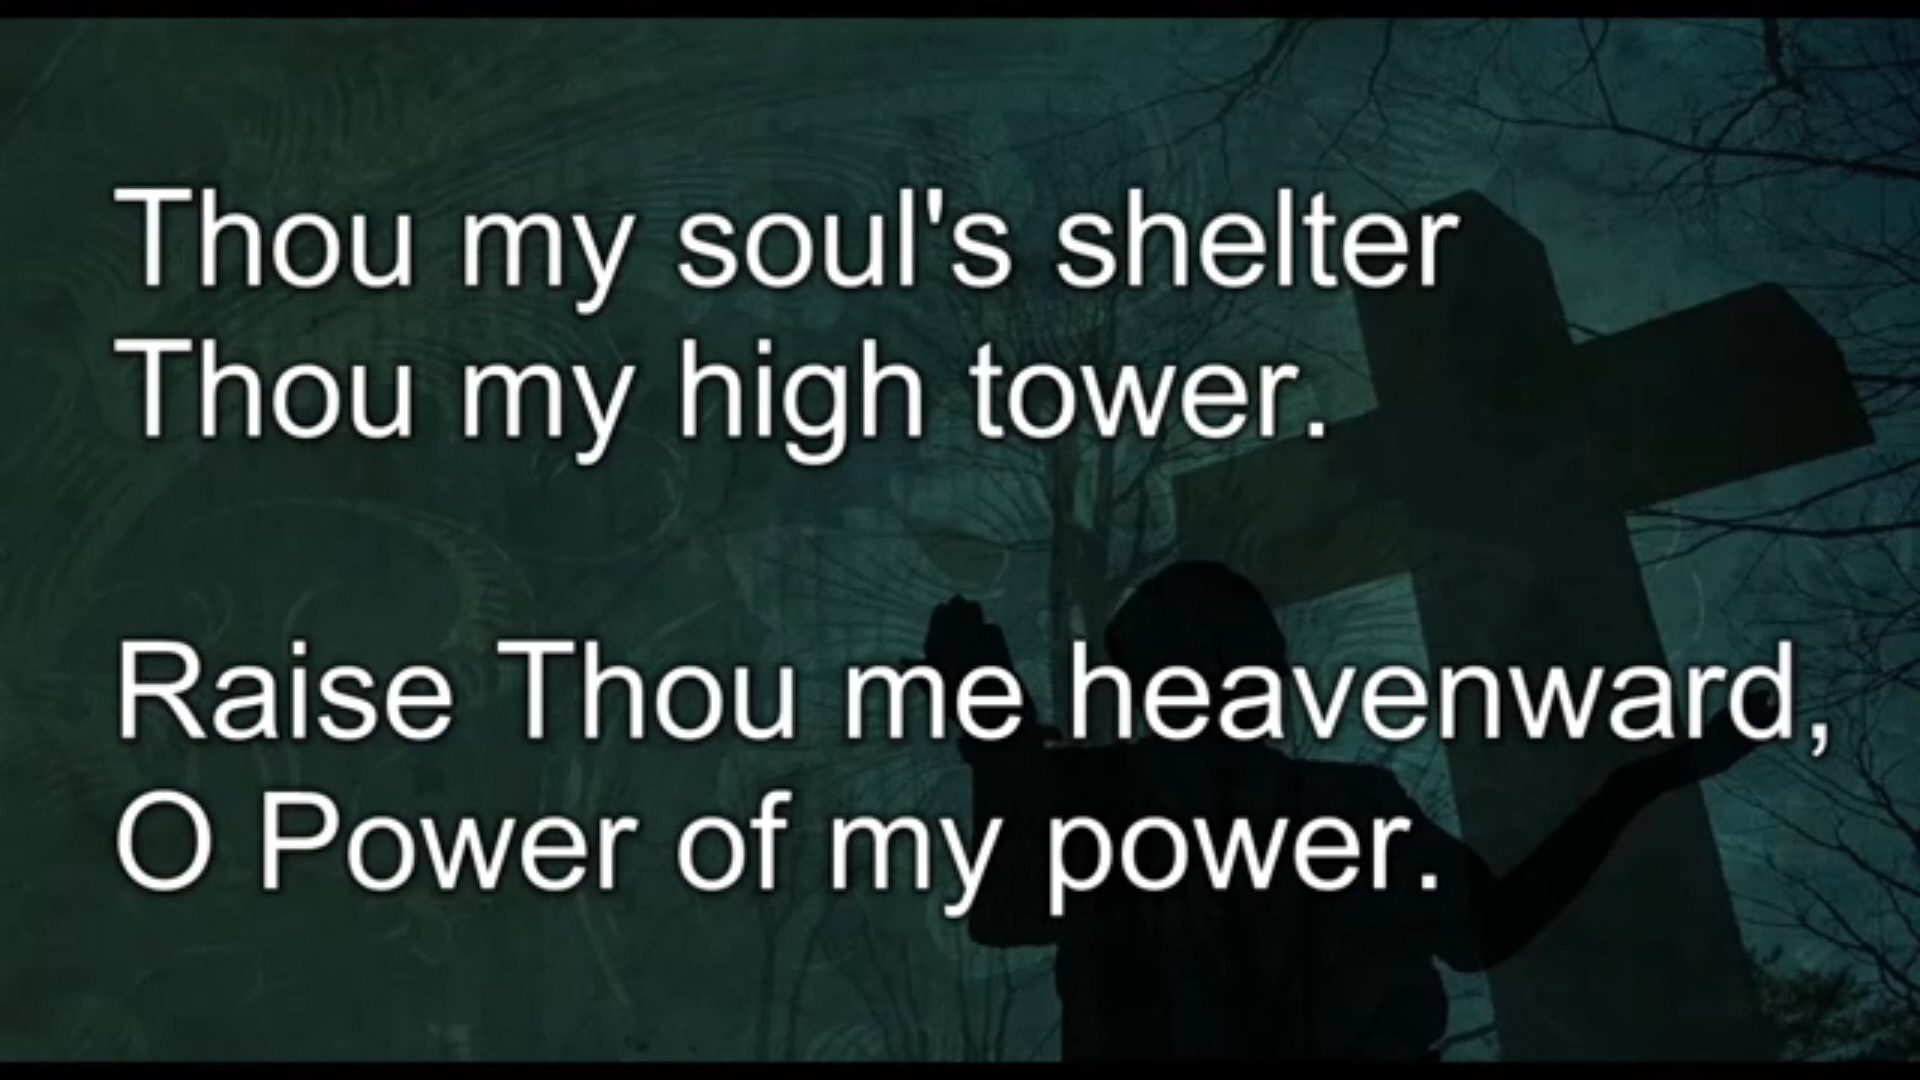 Thou my soul's shelter
Thou my high tower.
Raise Thou me heavenward,
O Power of my power.